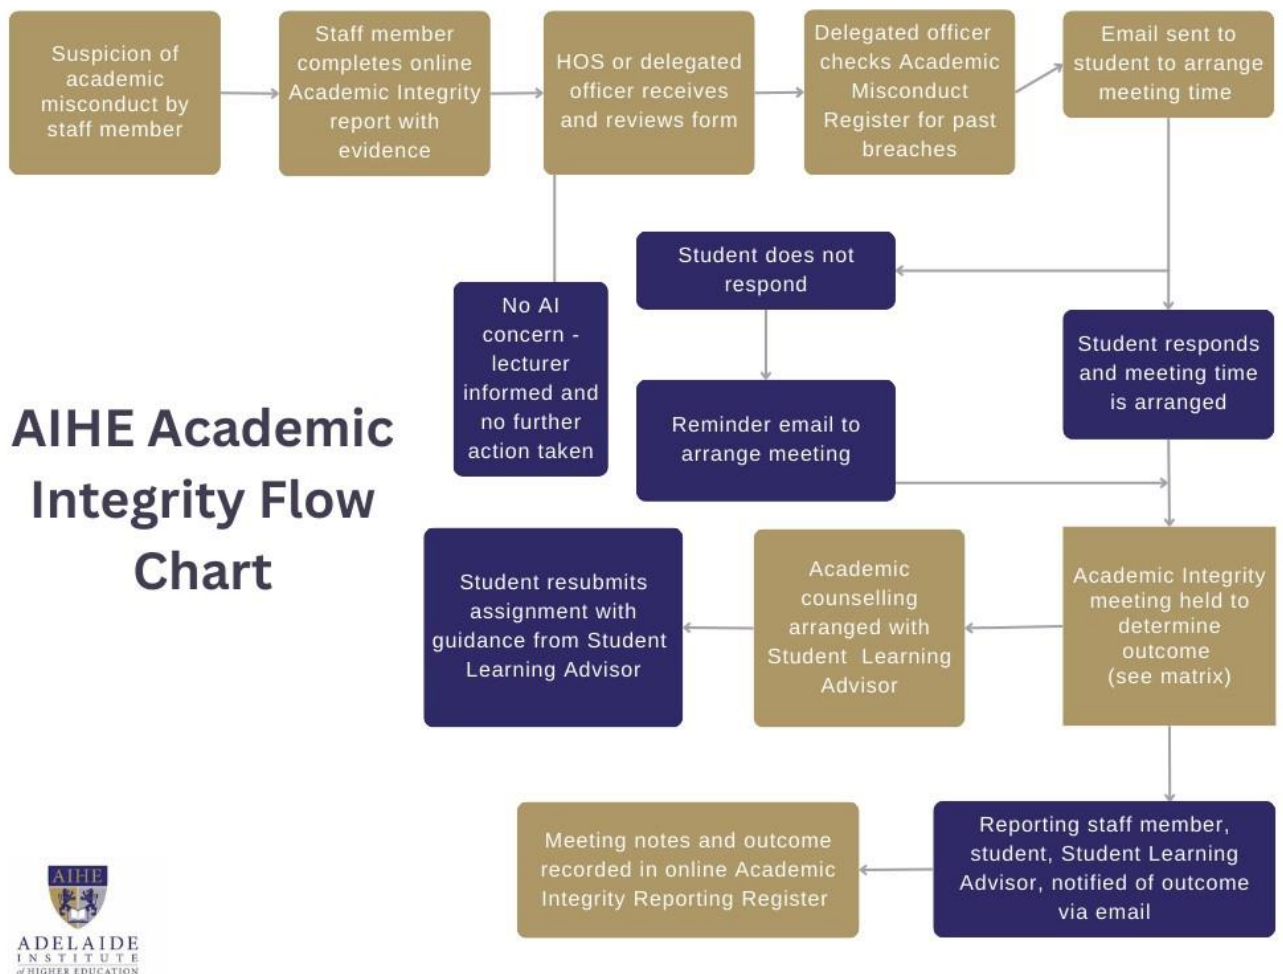 Suspicion of
academic
misconduct by
staff member
Staff member
completes online
Academic Integrity
report with
evidence
HOS or delegated
officer receives
and reviews form
Delegated officer
checks Academic
Misconduct
Register for past
breaches
Email sent to
student to arrange
meeting time
Student does not
respond
No AI
concern -
lecturer
informed and
no further
action taken
Student responds
and meeting time
is arranged
Reminder email to
arrange meeting
AIHE Academic
Integrity Flow
Chart
Student resubmits
assignment with
guidance from Student
Learning Advisor
Academic
counselling
arranged with
Student Learning
Advisor
Academic Integrity
meeting held to
determine
outcome
(see matrix)
Meeting notes and outcome
recorded in online Academic
Integrity Reporting Register
Reporting staff member,
student, Student Learning
Advisor, notified of outcome
via email
AIHE
ADELAIDE
INSTITUTE
of HIGHER EDUCATION